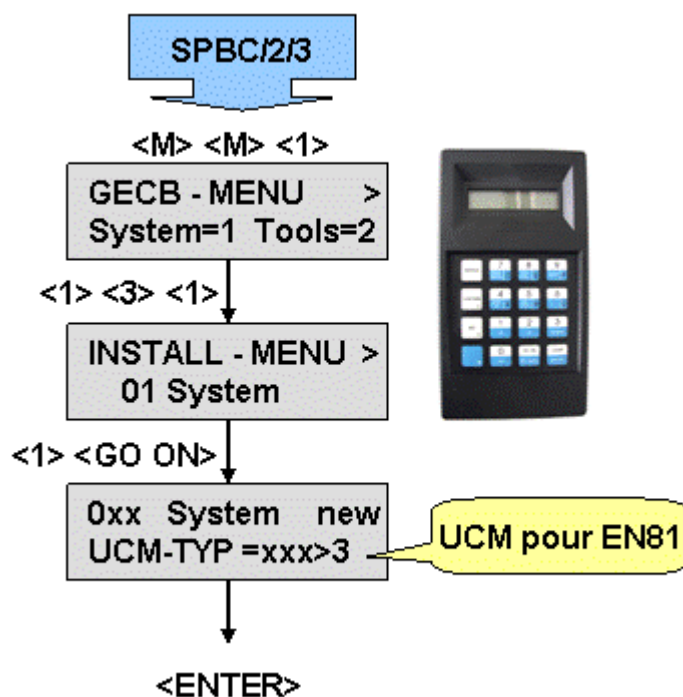 SPBC/2/3
<M> <M> <1>
GECB - MENU >
System=1 Tools=2
<1> <3> <1>
INSTALL - MENU >
01 System
<1> <GO ON>
0xx System new
UCM-TYP =xxx>3
UCM pour EN81
<ENTER>